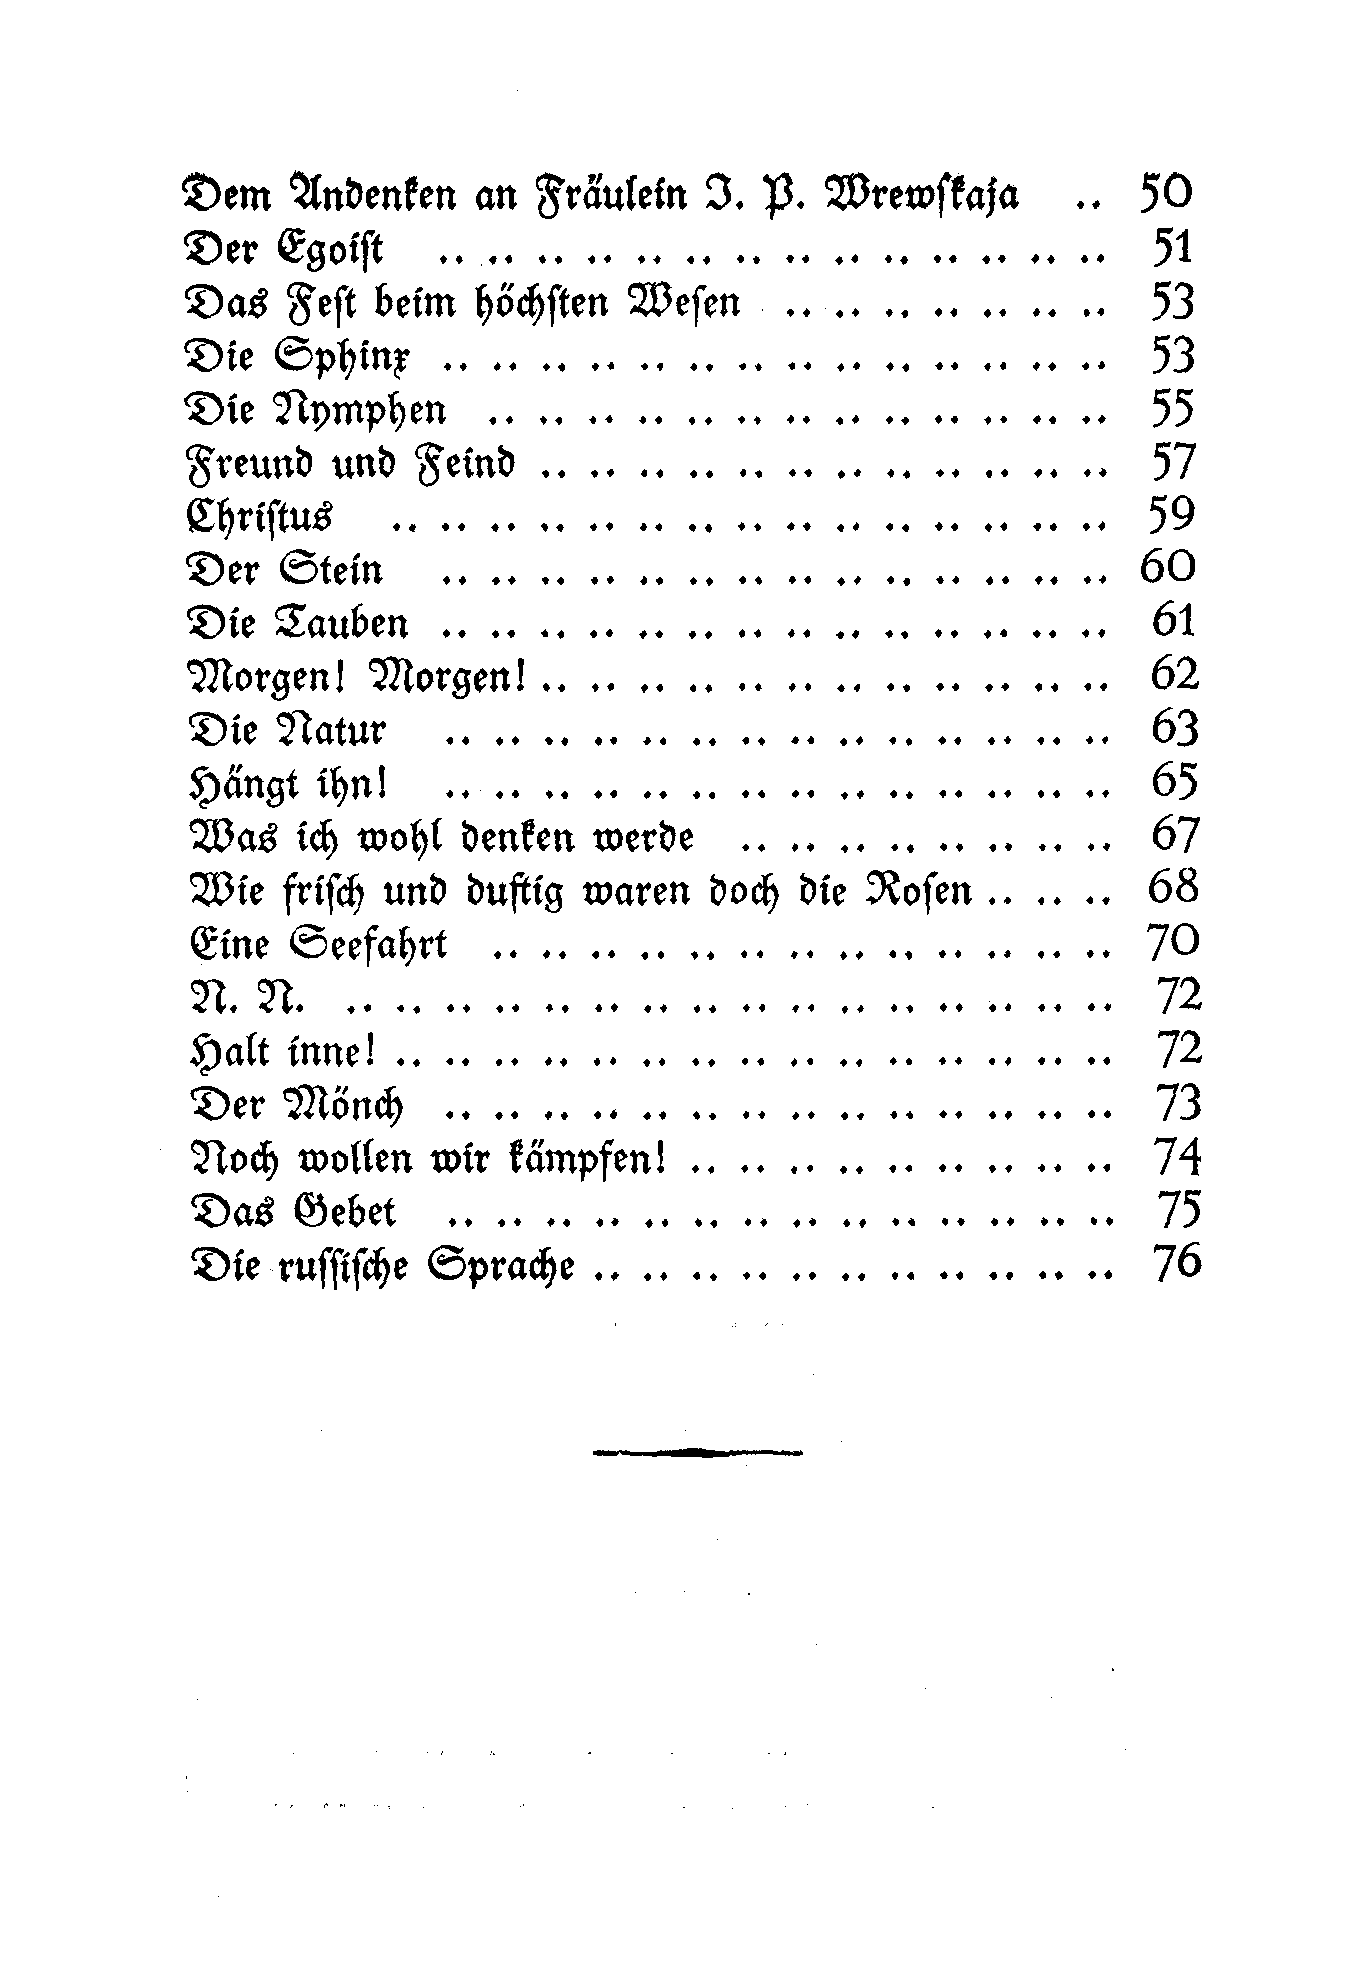 Dem Andenken an Fräulein J. P. Wrewskaja .. 50
Der Egoist .. .. .. .. .. .. .. .. .. .. .. .. .. .. 51
Das Fest beim höchsten Wesen .. .. .. .. .. .. .. 53
Die Sphinx .. .. .. .. .. .. .. .. .. .. .. .. .. .. 53
Die Nymphen .. .. .. .. .. .. .. .. .. .. .. .. .. 55
Freund und Feind .. .. .. .. .. .. .. .. .. .. .. .. 57
Christus .. .. .. .. .. .. .. .. .. .. .. .. .. .. .. 59
Der Stein .. .. .. .. .. .. .. .. .. .. .. .. .. .. 60
Die Tauben .. .. .. .. .. .. .. .. .. .. .. .. .. .. 61
Morgen! Morgen! .. .. .. .. .. .. .. .. .. .. .. .. 62
Die Natur .. .. .. .. .. .. .. .. .. .. .. .. .. .. 63
Hängt ihn! .. .. .. .. .. .. .. .. .. .. .. .. .. .. 65
Was ich wohl denken werde .. .. .. .. .. .. .. .. 67
Wie frisch und duftig waren doch die Rosen .. .. .. 68
Eine Seefahrt .. .. .. .. .. .. .. .. .. .. .. .. .. 70
N. N. .. .. .. .. .. .. .. .. .. .. .. .. .. .. .. .. 72
Halt inne! .. .. .. .. .. .. .. .. .. .. .. .. .. .. .. 72
Der Mönch .. .. .. .. .. .. .. .. .. .. .. .. .. .. 73
Noch wollen wir kämpfen! .. .. .. .. .. .. .. .. .. 74
Das Gebet .. .. .. .. .. .. .. .. .. .. .. .. .. .. 75
Die russische Sprache .. .. .. .. .. .. .. .. .. .. .. 76